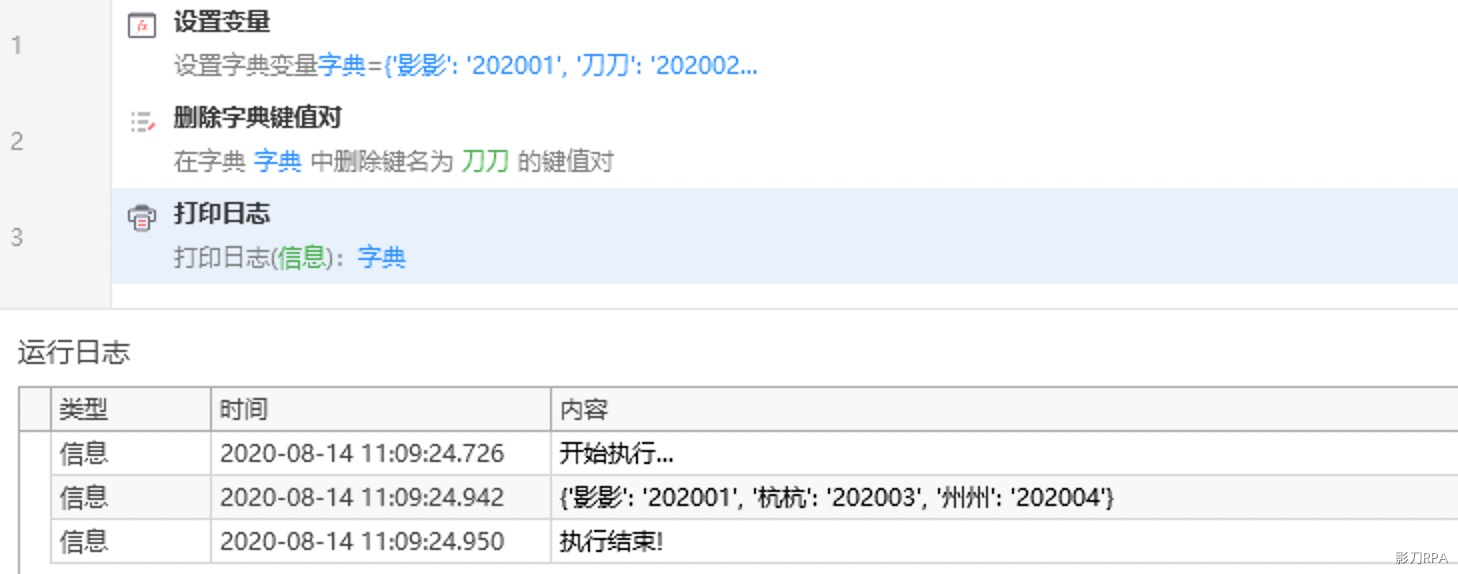 1
设置变量
设置字典变量字典={'影影': '202001', '刀刀': '202002...
2
删除字典键值对
在字典 字典 中删除键名为 刀刀 的键值对
3
打印日志
打印日志(信息)： 字典
运行日志
类型 时间 内容
信息 2020-08-14 11:09:24.726 开始执行...
信息 2020-08-14 11:09:24.942 {'影影': '202001', '杭杭': '202003', '州州': '202004'}
信息 2020-08-14 11:09:24.950 执行结束!
影刀RPA